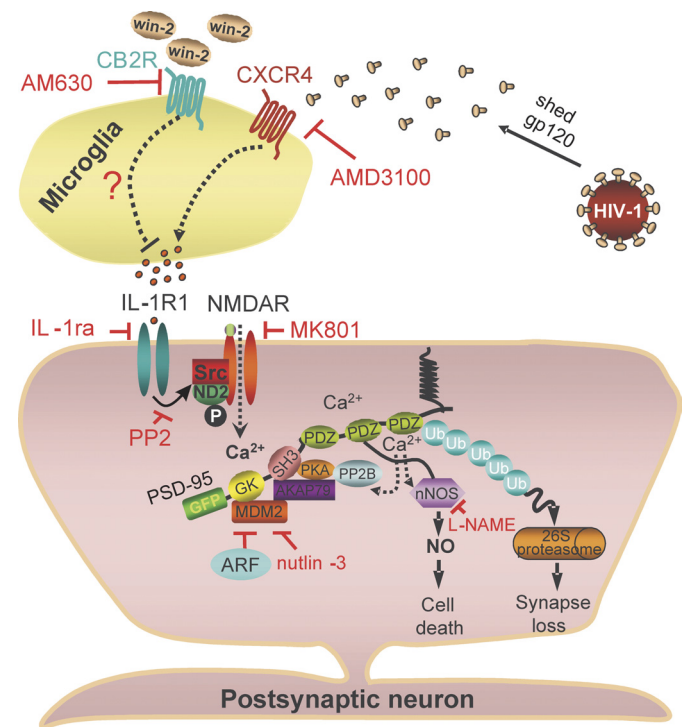 win-2
win-2
win-2
CB2R
AM630
CXCR4
shed
gp120
Microglia
?
AMD3100
HIV-1
IL-1R1
NMDAR
IL -1ra
MK801
Src
ND2
P
PP2
Ca2+
Ca2+
PDZ
PDZ
PDZ
Ca2+
Ub
Ub
Ub
Ub
Ub
PSD-95
GFP
GK
SH3
PKA
PP2B
AKAP79
MDM2
nNOS
L-NAME
ARF
nutlin -3
NO
26S
proteasome
Cell
death
Synapse
loss
Postsynaptic neuron